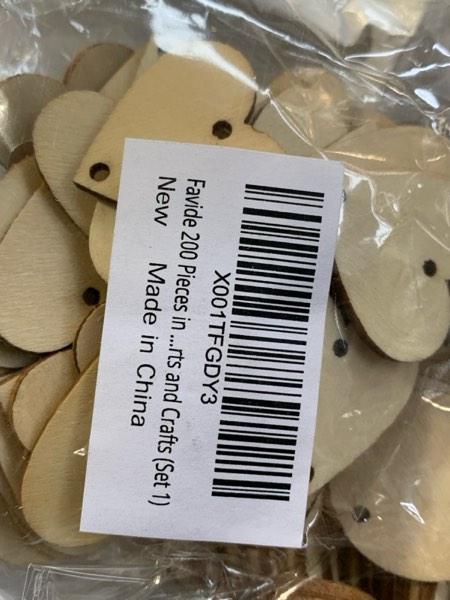 X001TFGDY3
Favide 200 Pieces in ...rts and Crafts (Set 1)
New Made in China